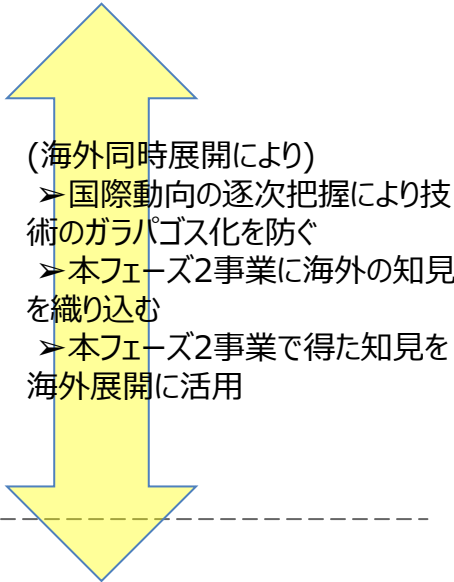 (海外同時展開により)
➢国際動向の逐次把握により技
術のガラパゴス化を防ぐ
➢本フェーズ2事業に海外の知見
を織り込む
➢本フェーズ2事業で得た知見を
海外展開に活用